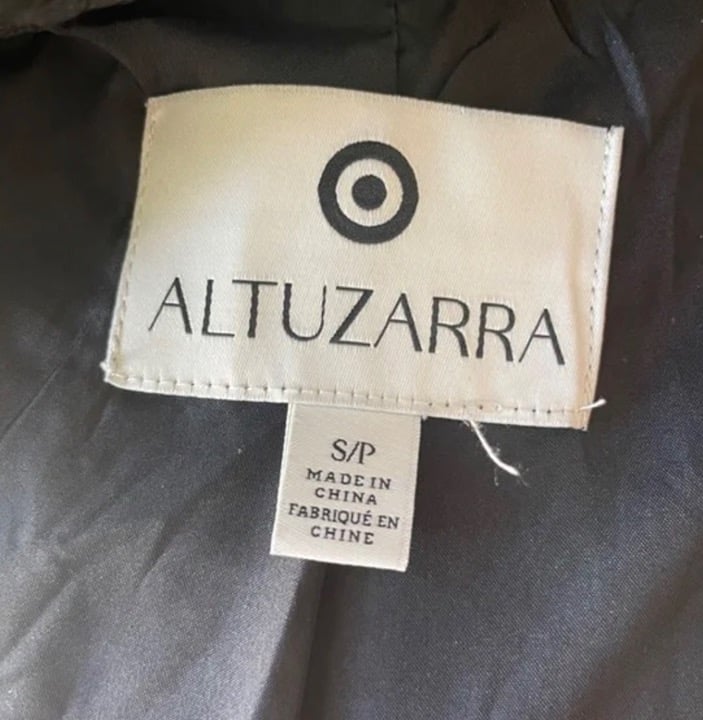 ALTUZARRA
S/P
MADE IN
CHINA
FABRIQUÉ EN
CHINE